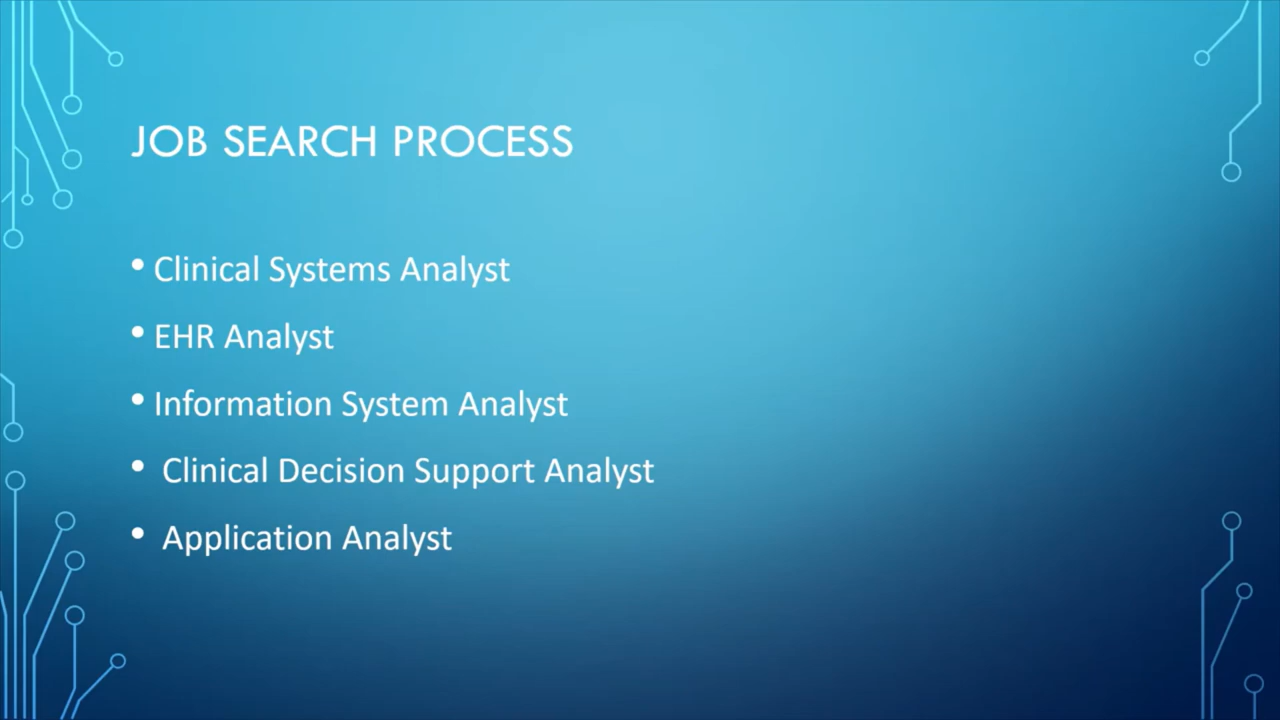 JOB SEARCH PROCESS
• Clinical Systems Analyst
• EHR Analyst
• Information System Analyst
• Clinical Decision Support Analyst
• Application Analyst